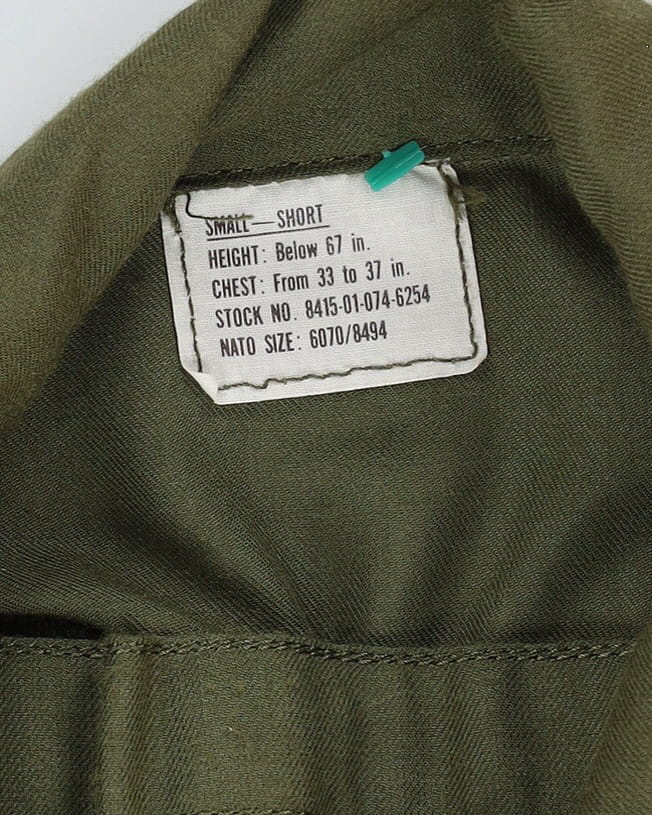 SMALL — SHORT
HEIGHT: Below 67 in.
CHEST: From 33 to 37 in.
STOCK NO. 8415-01-074-6254
NATO SIZE: 6070/8494